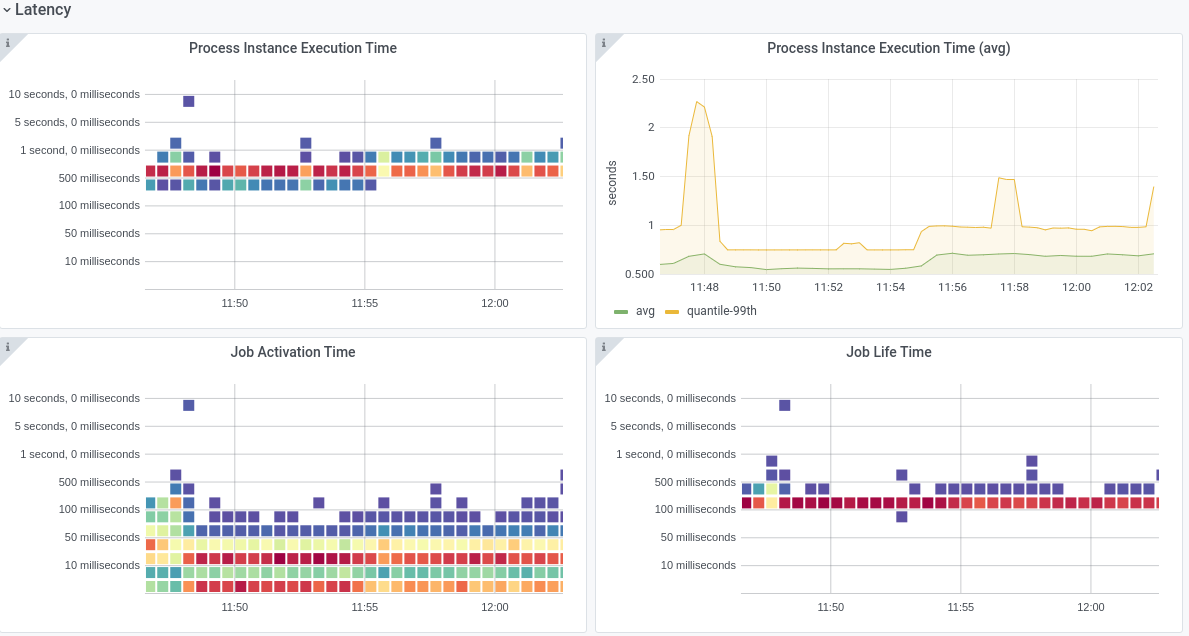 Latency
Process Instance Execution Time
10 seconds, 0 milliseconds
5 seconds, 0 milliseconds
1 second, 0 milliseconds
500 milliseconds
100 milliseconds
50 milliseconds
10 milliseconds
11:50 11:55 12:00
Process Instance Execution Time (avg)
seconds
2.50
2
1.50
1
0.500
11:48 11:50 11:52 11:54 11:56 11:58 12:00 12:02
avg quantile-99th
Job Activation Time
10 seconds, 0 milliseconds
5 seconds, 0 milliseconds
1 second, 0 milliseconds
500 milliseconds
100 milliseconds
50 milliseconds
10 milliseconds
11:50 11:55 12:00
Job Life Time
10 seconds, 0 milliseconds
5 seconds, 0 milliseconds
1 second, 0 milliseconds
500 milliseconds
100 milliseconds
50 milliseconds
10 milliseconds
11:50 11:55 12:00